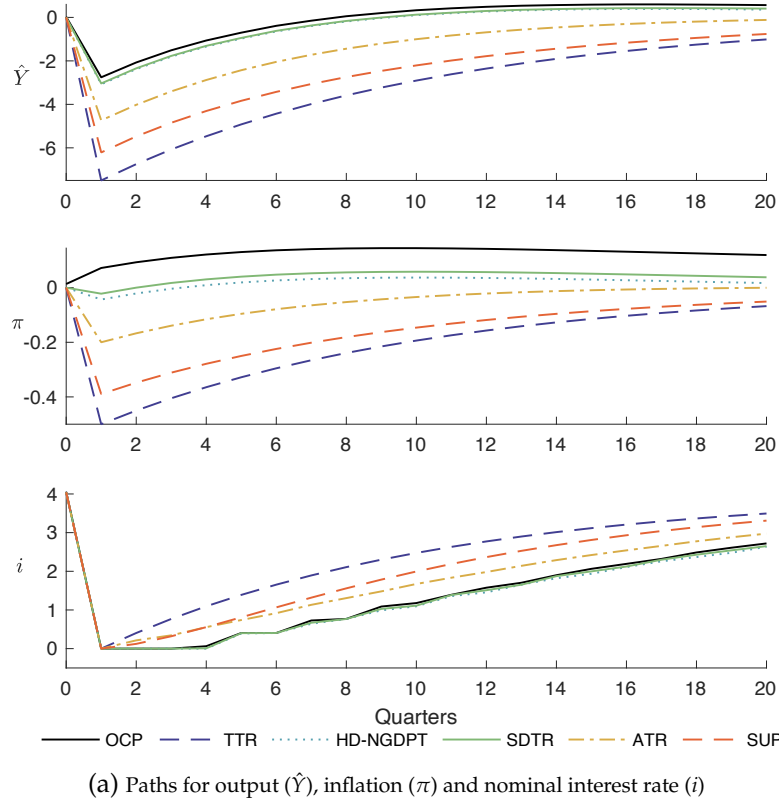 0
-2
-4
-6
Ŷ
0 2 4 6 8 10 12 14 16 18 20
0
-0.2
-0.4
π
0 2 4 6 8 10 12 14 16 18 20
4
3
2
1
0
i
0 2 4 6 8 10 12 14 16 18 20
Quarters
OCP TTR HD-NGDPT SDTR ATR SUP
(a) Paths for output (Ŷ), inflation (π) and nominal interest rate (i)